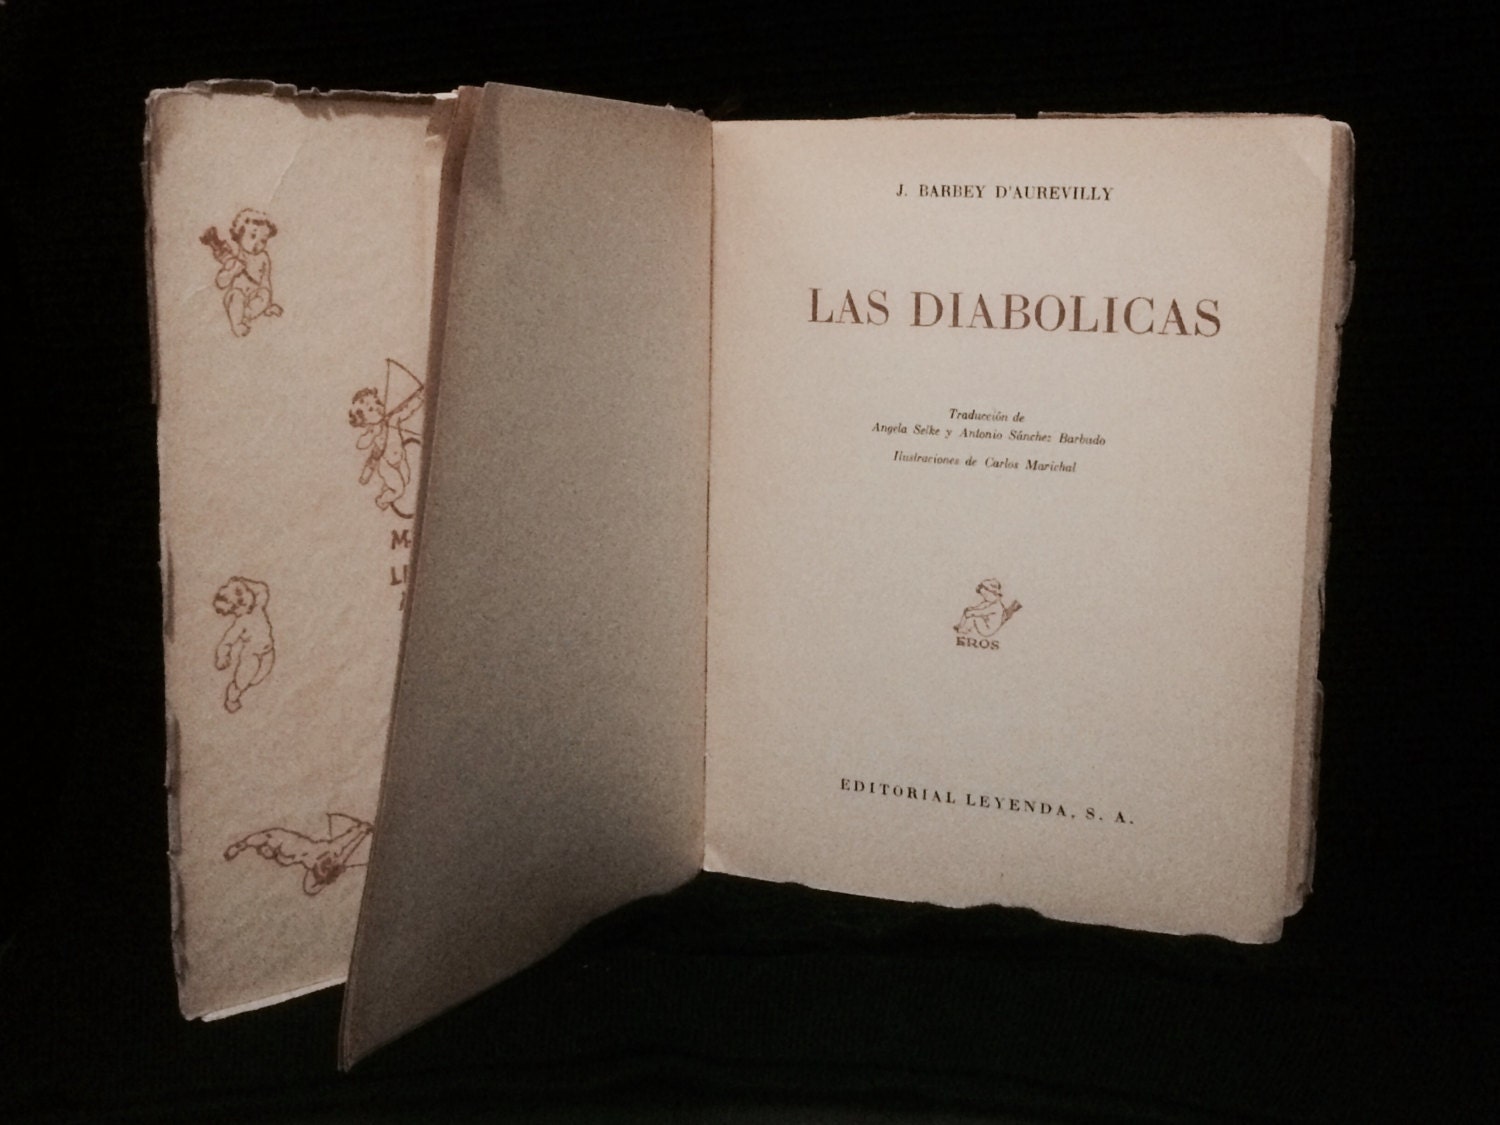 J. BARBEY D'AUREVILLY
LAS DIABOLICAS
Traducción de
Angela Selke y Antonio Sánchez Barbudo
Ilustraciones de Carlos Marichal
EROS
EDITORIAL LEYENDA, S. A.